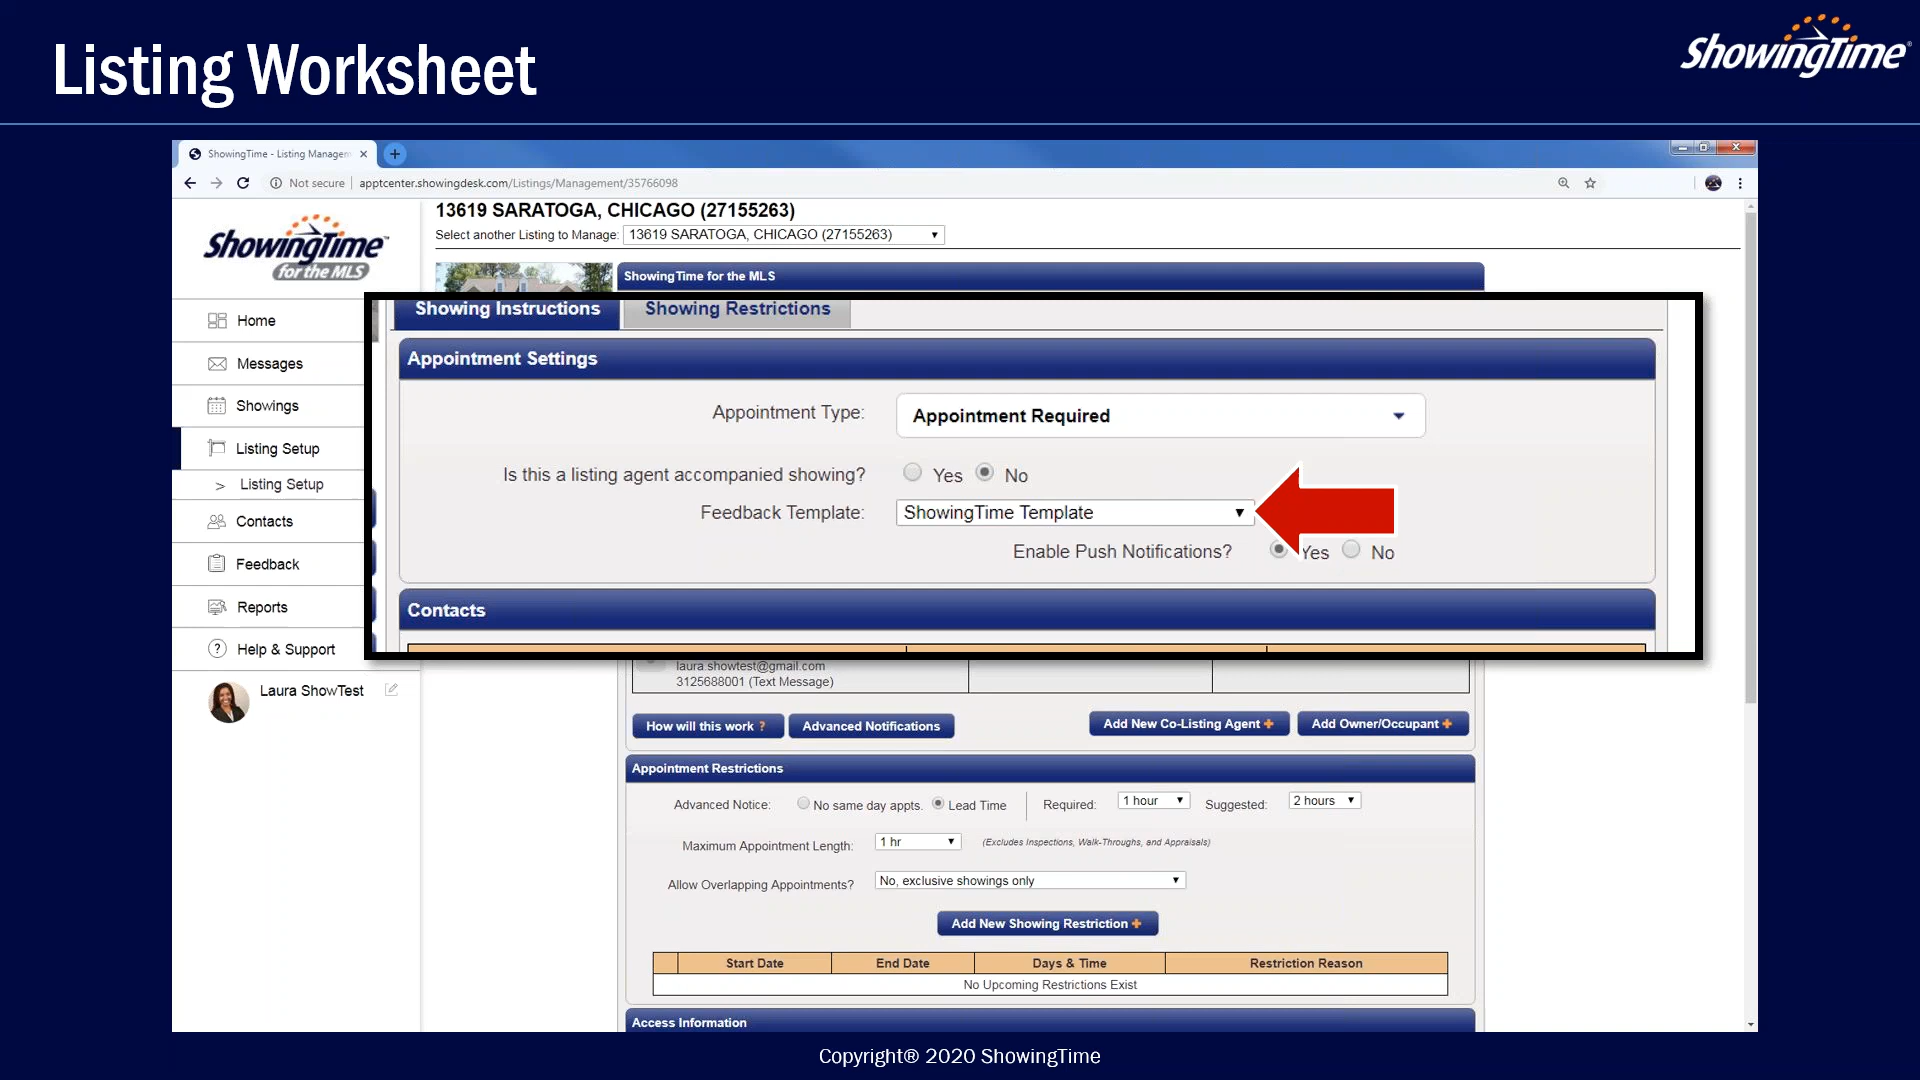 Listing Worksheet
ShowingTime®
ShowingTime - Listing Managem
Not secure | apptcenter.showingdesk.com/Listings/Management/35766098
ShowingTime™
for the MLS
13619 SARATOGA, CHICAGO (27155263)
Select another Listing to Manage: 13619 SARATOGA, CHICAGO (27155263)
ShowingTime for the MLS
Home
Messages
Showings
Listing Setup
> Listing Setup
Contacts
Feedback
Reports
? Help & Support
Laura ShowTest
Showing Instructions Showing Restrictions
Appointment Settings
Appointment Type: Appointment Required
Is this a listing agent accompanied showing? Yes No
Feedback Template: ShowingTime Template
Enable Push Notifications? Yes No
Contacts
laura.showtest@gmail.com
3125688001 (Text Message)
How will this work ? Advanced Notifications Add New Co-Listing Agent + Add Owner/Occupant +
Appointment Restrictions
Advanced Notice: No same day appts. Lead Time Required: 1 hour Suggested: 2 hours
Maximum Appointment Length: 1 hr (Excludes Inspections, Walk-Throughs, and Appraisals)
Allow Overlapping Appointments? No, exclusive showings only
Add New Showing Restriction +
Start Date End Date Days & Time Restriction Reason
No Upcoming Restrictions Exist
Access Information
Copyright® 2020 ShowingTime